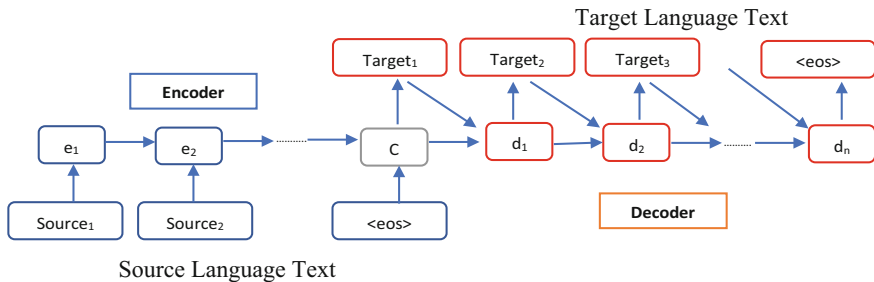 Target Language Text
Target₁ Target₂ Target₃ <eos>
Encoder
e₁ e₂ ......... C d₁ d₂ ......... dₙ
Source₁ Source₂ <eos>
Decoder
Source Language Text